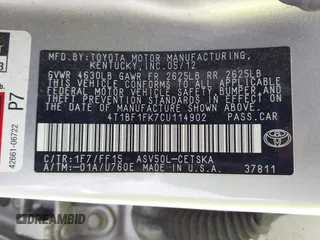 MFD. BY: TOYOTA MOTOR MANUFACTURING,
KENTUCKY, INC. 05/12
GVWR 4630LB GAWR FR 2625LB RR 2625LB
THIS VEHICLE CONFORMS TO ALL APPLICABLE
FEDERAL MOTOR VEHICLE SAFETY, BUMPER, AND
THEFT PREVENTION STANDARDS IN EFFECT ON
THE DATE OF MANUFACTURE SHOWN ABOVE.
4T1BF1FK7CU114902 PASS.CAR
C/TR:1F7/FF15 ASV50L-CETSKA
A/TM:-01A/U760E
37811
TOYOTA
P7
42661-06722
3
DREAMBID